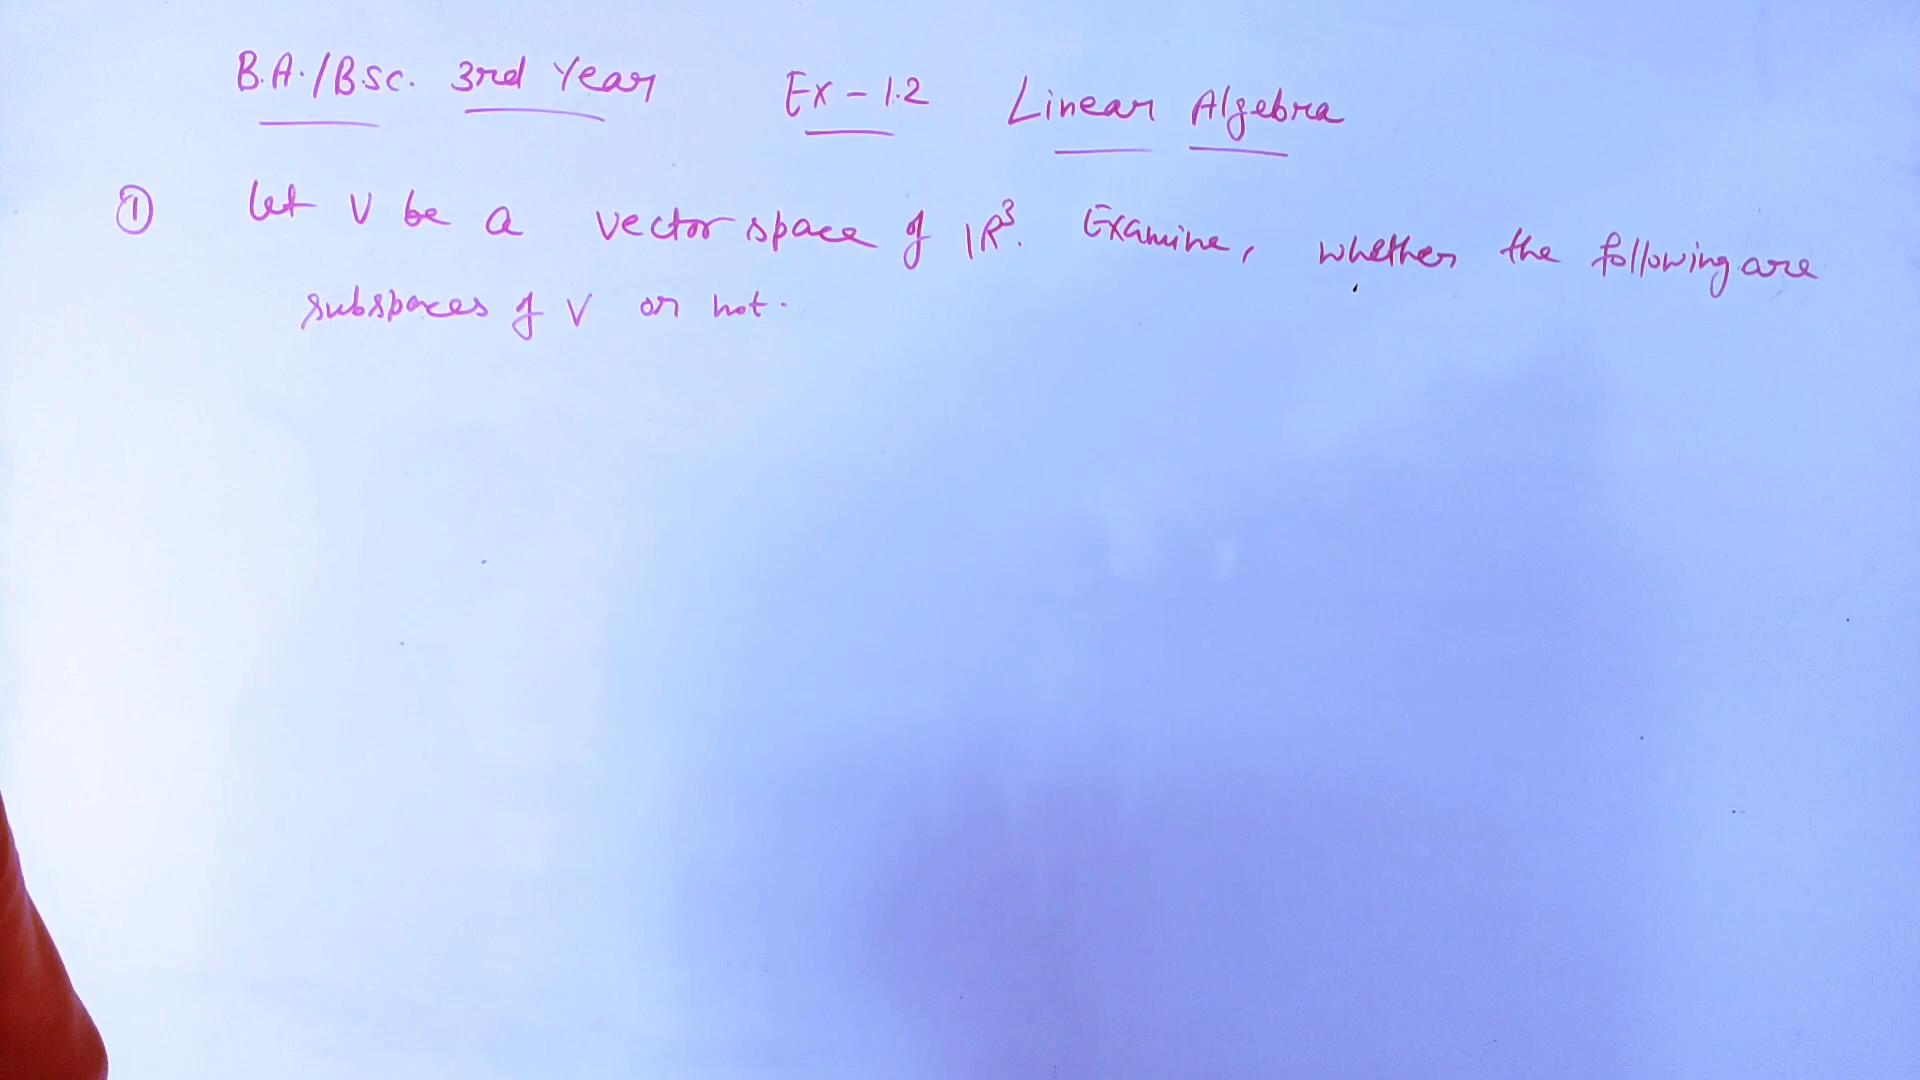 B.A./B.sc. 3rd Year Ex - 1.2 Linear Algebra
① let V be a vector space of IR³. Examine, whether the following are
subspaces of V or not.